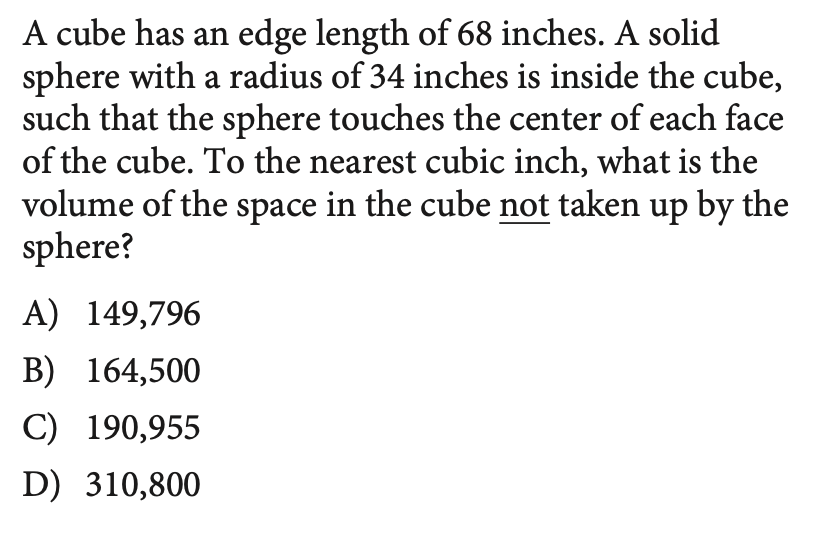 A cube has an edge length of 68 inches. A solid
sphere with a radius of 34 inches is inside the cube,
such that the sphere touches the center of each face
of the cube. To the nearest cubic inch, what is the
volume of the space in the cube not taken up by the
sphere?
A) 149,796
B) 164,500
C) 190,955
D) 310,800